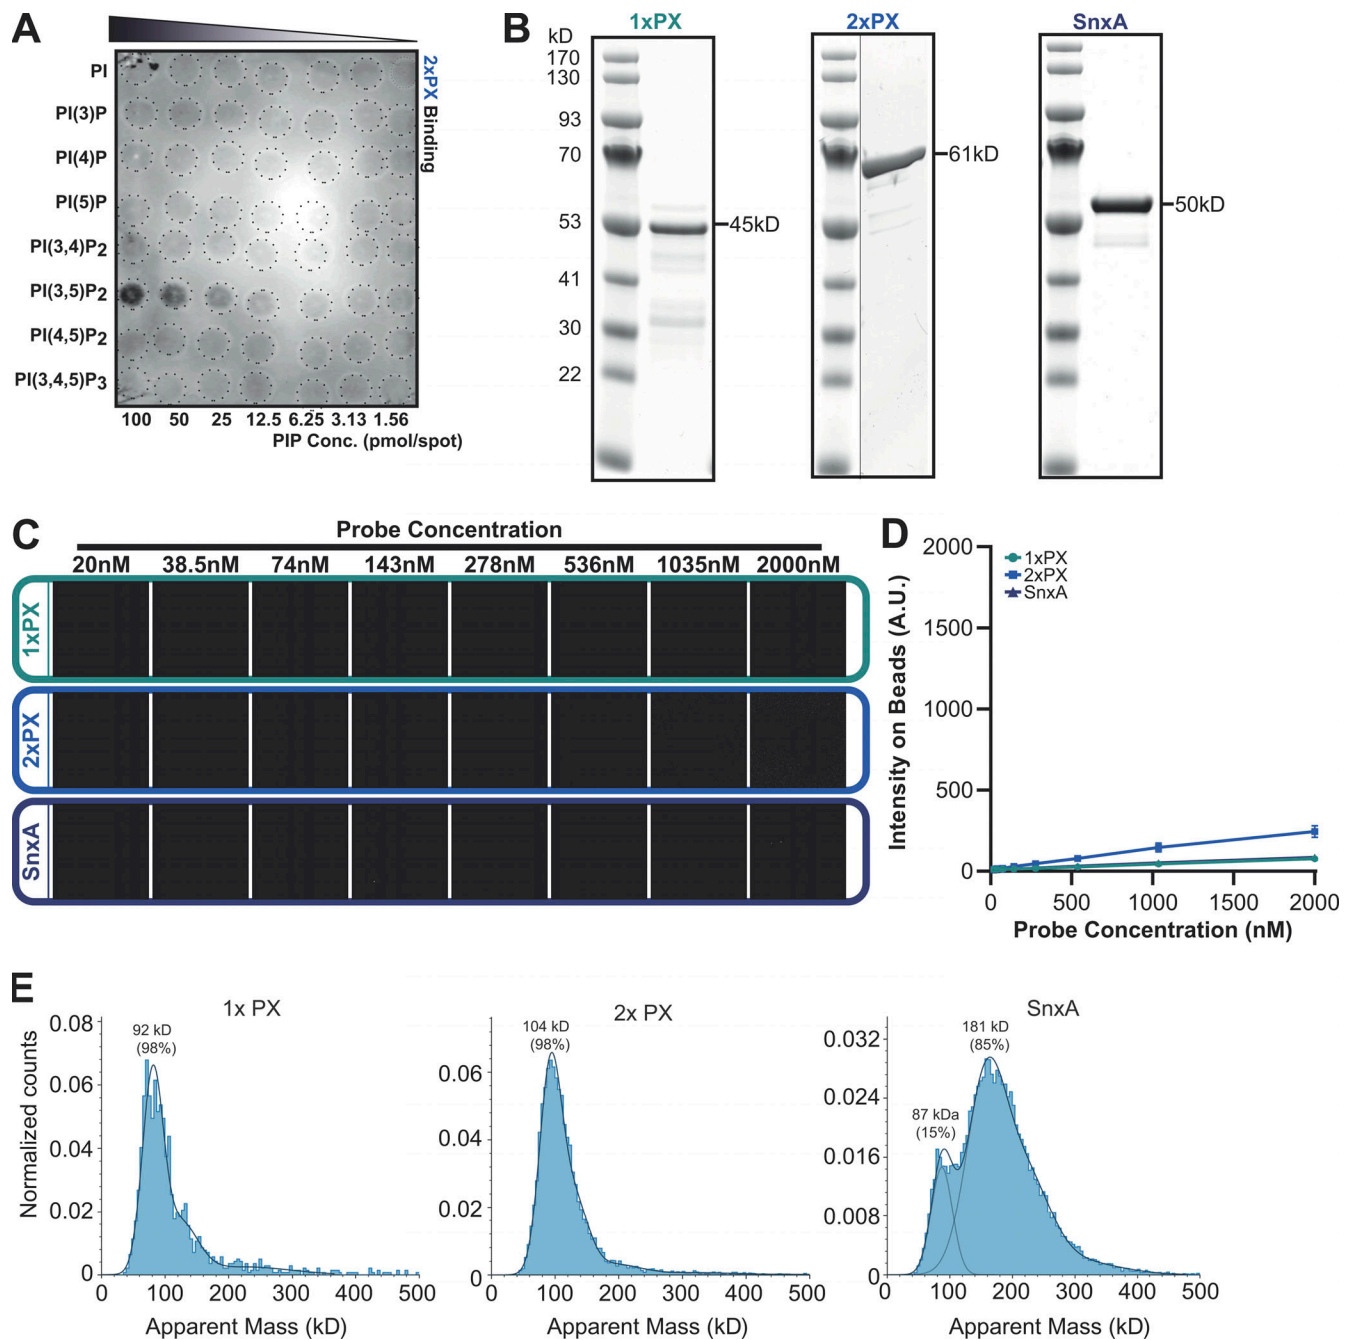 A
PI
PI(3)P
PI(4)P
PI(5)P
PI(3,4)P2
PI(3,5)P2
PI(4,5)P2
PI(3,4,5)P3
2xPX Binding
100 50 25 12.5 6.25 3.13 1.56
PIP Conc. (pmol/spot)
B
kD
1xPX
2xPX
SnxA
170
130
93
70
53
41
30
22
45kD
61kD
50kD
C
Probe Concentration
20nM 38.5nM 74nM 143nM 278nM 536nM 1035nM 2000nM
1xPX
2xPX
SnxA
D
1xPX
2xPX
SnxA
Intensity on Beads (A.U.)
2000
1500
1000
500
0
0 500 1000 1500 2000
Probe Concentration (nM)
E
1x PX
92 kD
(98%)
Normalized counts
0.08
0.06
0.04
0.02
0
0 100 200 300 400 500
Apparent Mass (kD)
2x PX
104 kD
(98%)
0.06
0.04
0.02
0
0 100 200 300 400 500
Apparent Mass (kD)
SnxA
181 kD
(85%)
87 kDa
(15%)
0.032
0.024
0.016
0.008
0
0 100 200 300 400 500
Apparent Mass (kD)